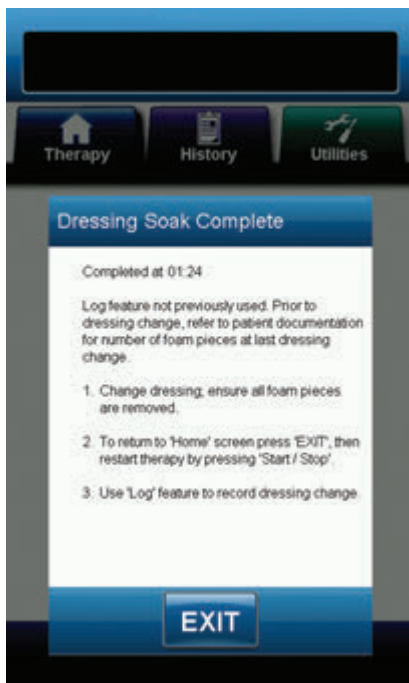 Therapy
History
Utilities
Dressing Soak Complete
Completed at 01:24
Log feature not previously used. Prior to
dressing change, refer to patient documentation
for number of foam pieces at last dressing
change.
1. Change dressing; ensure all foam pieces
are removed.
2. To return to 'Home' screen press 'EXIT', then
restart therapy by pressing 'Start / Stop'.
3. Use 'Log' feature to record dressing change.
EXIT